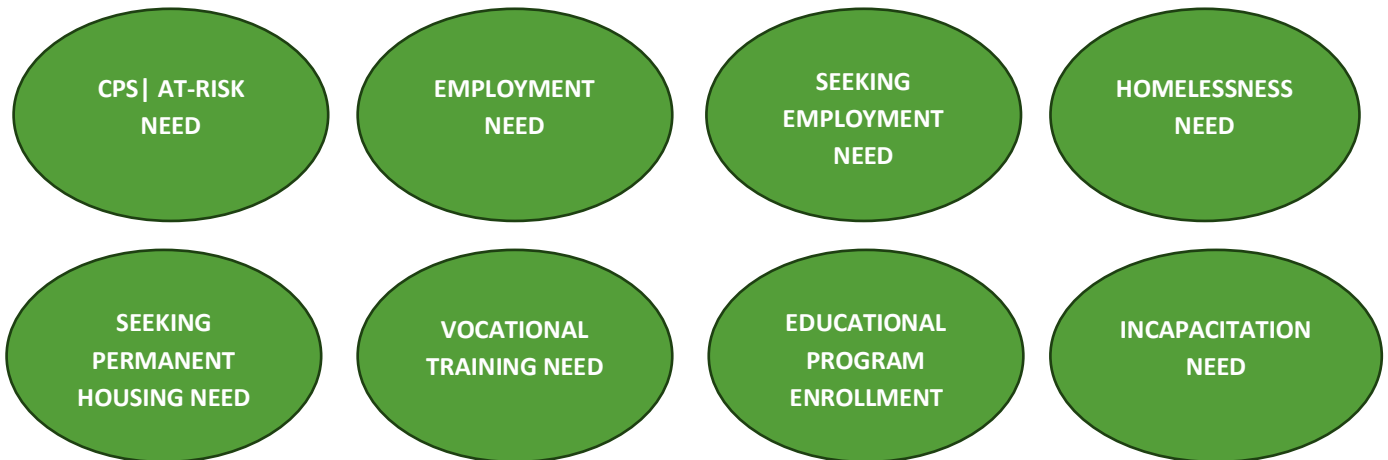 CPS| AT-RISK
NEED
EMPLOYMENT
NEED
SEEKING
EMPLOYMENT
NEED
HOMELESSNESS
NEED
SEEKING
PERMANENT
HOUSING NEED
VOCATIONAL
TRAINING NEED
EDUCATIONAL
PROGRAM
ENROLLMENT
INCAPACITATION
NEED